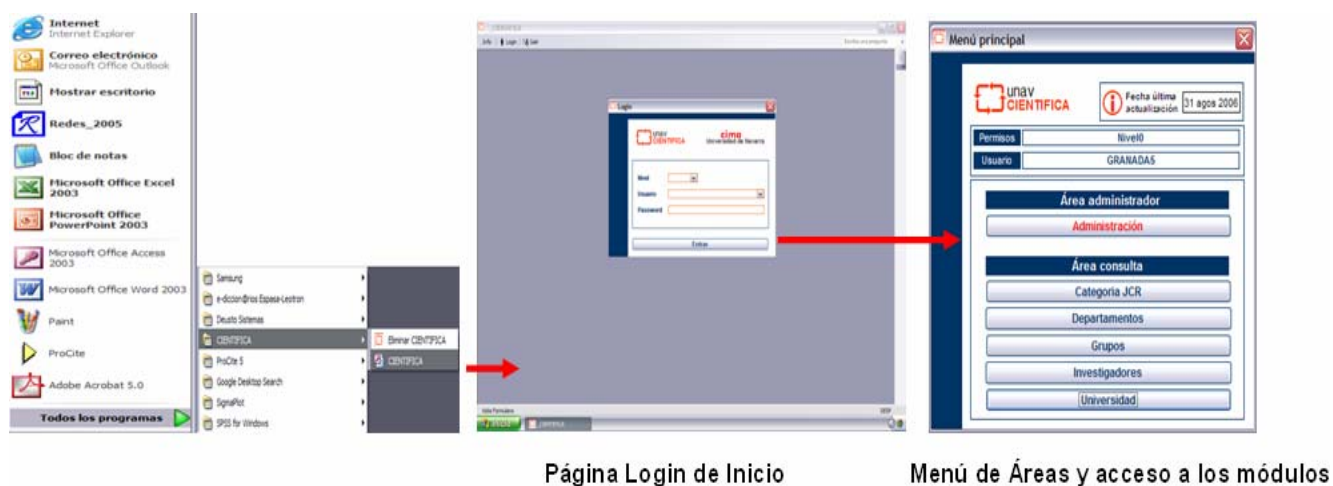 Internet
Internet Explorer
Correo electrónico
Microsoft Office Outlook
Mostrar escritorio
Redes_2005
Bloc de notas
Microsoft Office Excel
2003
Microsoft Office
PowerPoint 2003
Microsoft Office Access
2003
Microsoft Office Word 2003
Paint
ProCite
Adobe Acrobat 5.0
Todos los programas
Samsung
Deusto Sistemas
CIENTIFICA
ProCite 5
Google Desktop Search
SigmaPlot
SPSS for Windows
Eliminar CIENTIFICA
CIENTIFICA
Login
unav
CIENTIFICA
cima
Universidad de Navarra
Nivel
Usuario
Password
Entrar
Página Login de Inicio
Menú principal
unav
CIENTIFICA
Fecha última
actualización
31 agos 2006
Permisos
Nivel0
Usuario
GRANADA5
Área administrador
Administración
Área consulta
Categoria JCR
Departamentos
Grupos
Investigadores
Universidad
Menú de Áreas y acceso a los módulos